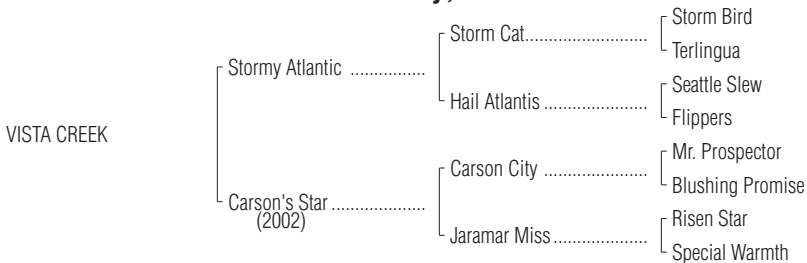 Storm Bird
Storm Cat........................
Terlingua
Stormy Atlantic ................
Seattle Slew
Hail Atlantis ....................
Flippers
VISTA CREEK
Mr. Prospector
Carson City ....................
Blushing Promise
Carson's Star ....................
(2002)
Risen Star
Jaramar Miss ..................
Special Warmth